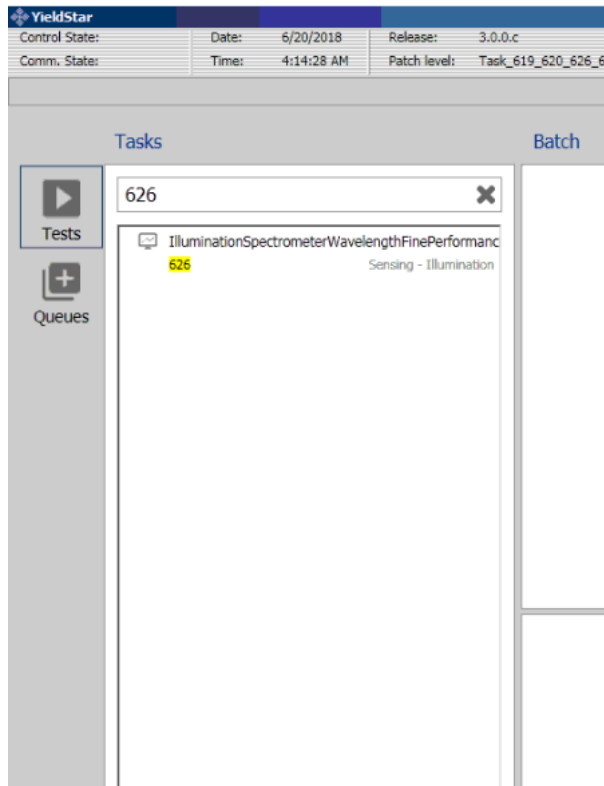 YieldStar
Control State: Date: 6/20/2018 Release: 3.0.0.c
Comm. State: Time: 4:14:28 AM Patch level: Task_619_620_626_6
Tasks Batch
626
Tests
IlluminationSpectrometerWavelengthFinePerformanc
626 Sensing - Illumination
Queues